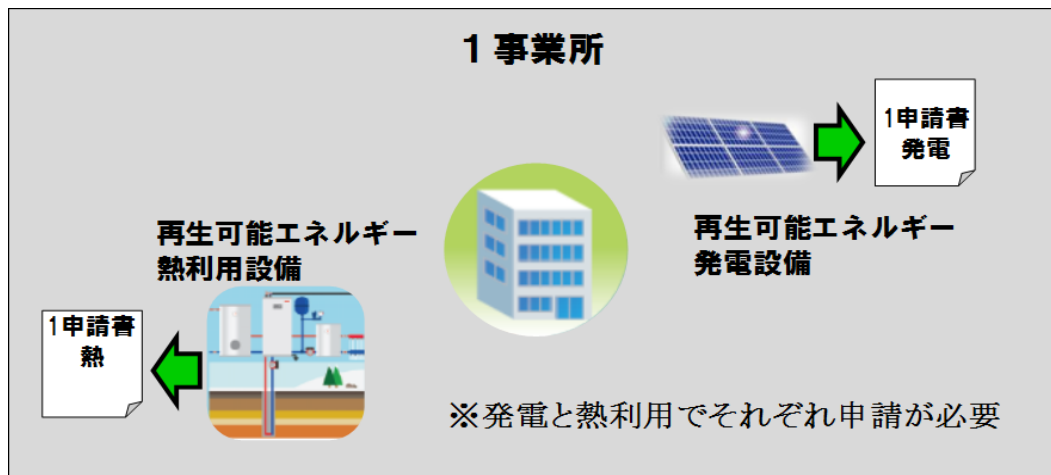 1事業所
1申請書
発電
再生可能エネルギー
発電設備
再生可能エネルギー
熱利用設備
1申請書
熱
※発電と熱利用でそれぞれ申請が必要